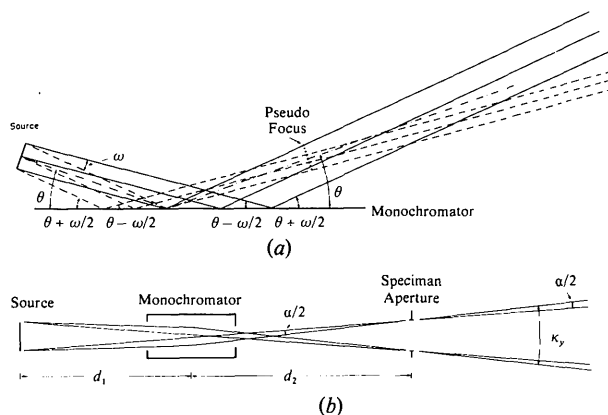 Source
ω
θ
Pseudo
Focus
θ
Monochromator
θ + ω/2 θ − ω/2 θ − ω/2 θ + ω/2
(a)
Source Monochromator Speciman
Aperture
α/2 α/2
κy
d1 d2
(b)